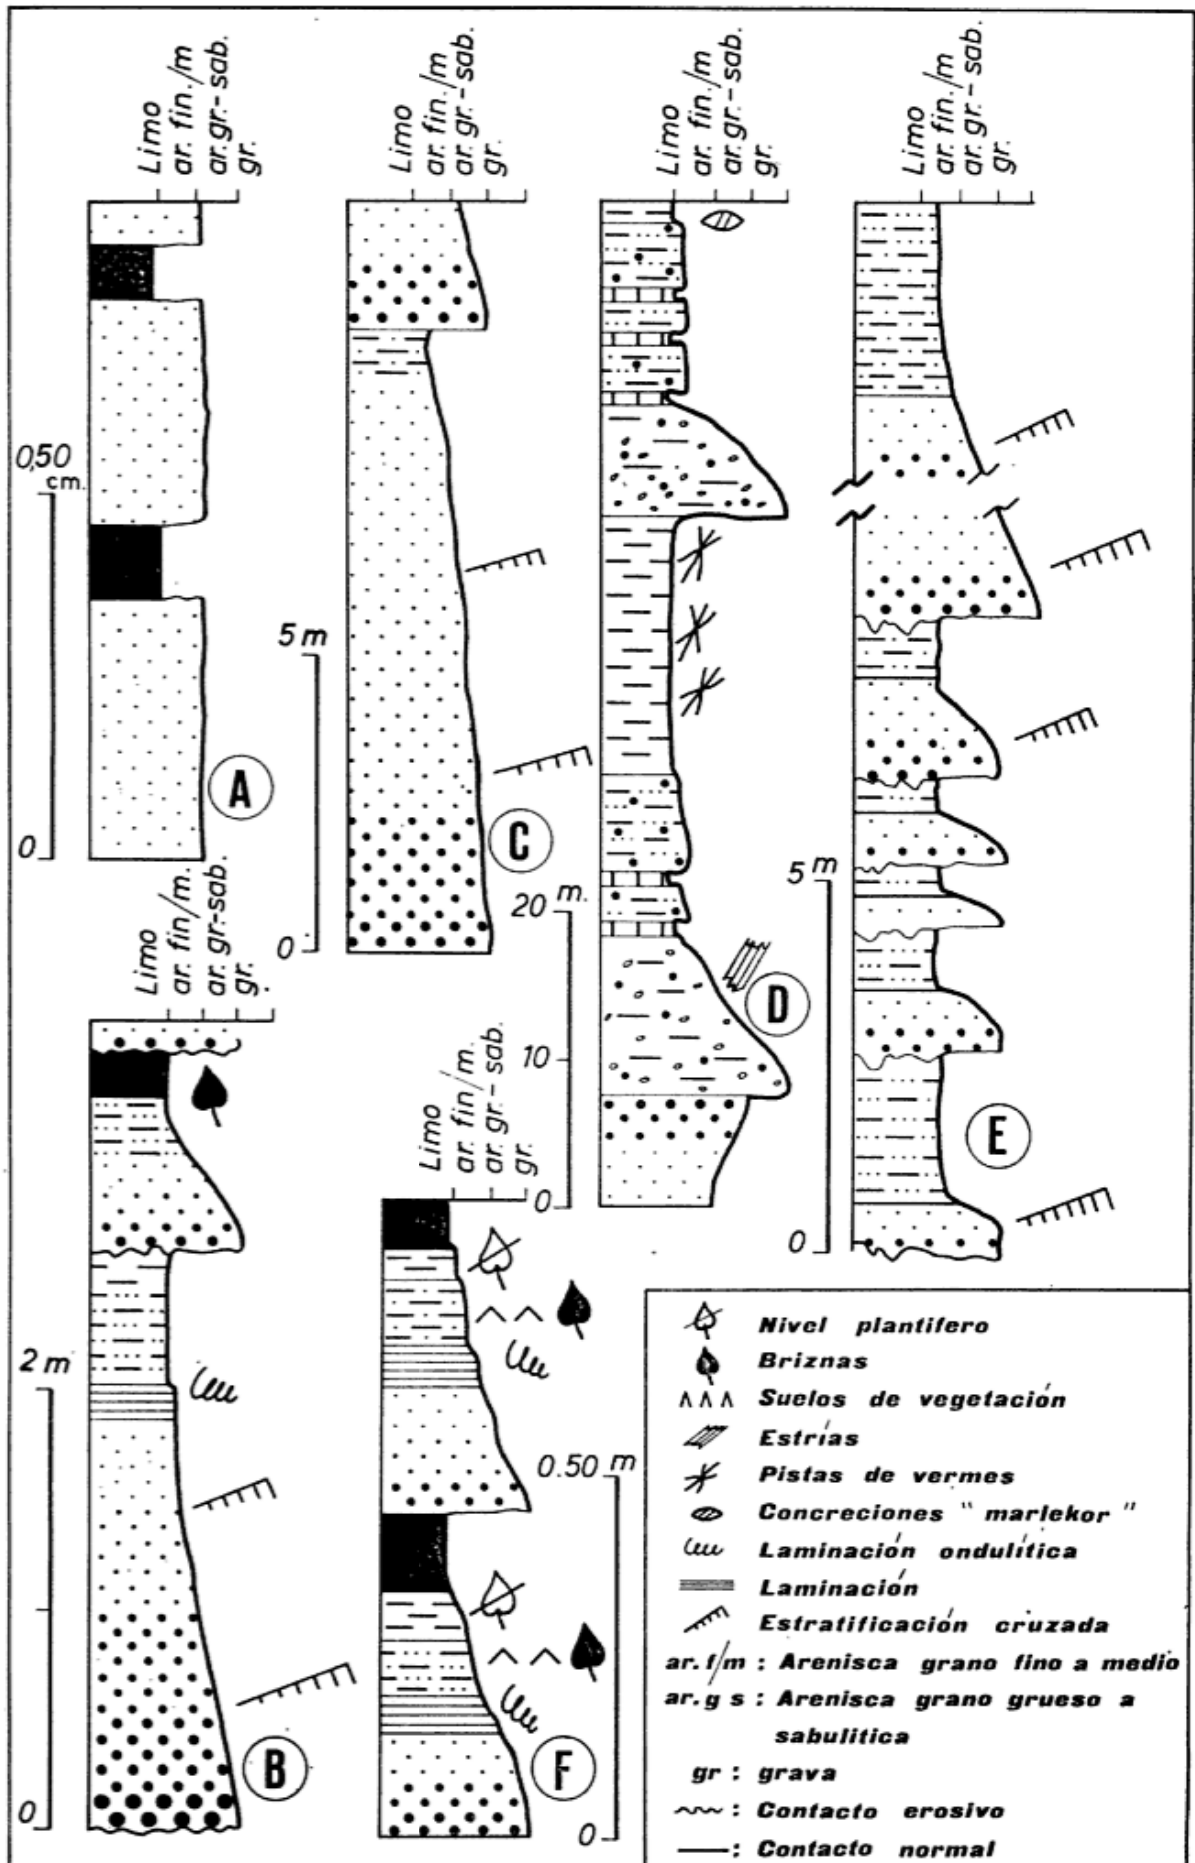 Limo
ar. fin./m
ar. gr.-sab.
gr.
Limo
ar. fin./m
ar. gr.-sab.
gr.
Limo
ar. fin./m
ar. gr.-sab.
gr.
Limo
ar. fin./m
ar. gr.-sab.
gr.
0,50
cm.
0
A
5 m
0
C
20 m.
10
0
D
5 m
0
E
Limo
ar. fin/m.
ar. gr.-sab.
gr.
2 m
0
B
Limo
ar. fin/m.
ar. gr.-sab.
gr.
0.50 m
0
F
Nivel plantífero
Briznas
Suelos de vegetación
Estrías
Pistas de vermes
Concreciones "marlekor"
Laminación ondulítica
Laminación
Estratificación cruzada
ar. f/m : Arenisca grano fino a medio
ar. g s : Arenisca grano grueso a
sabulitica
gr : grava
: Contacto erosivo
: Contacto normal